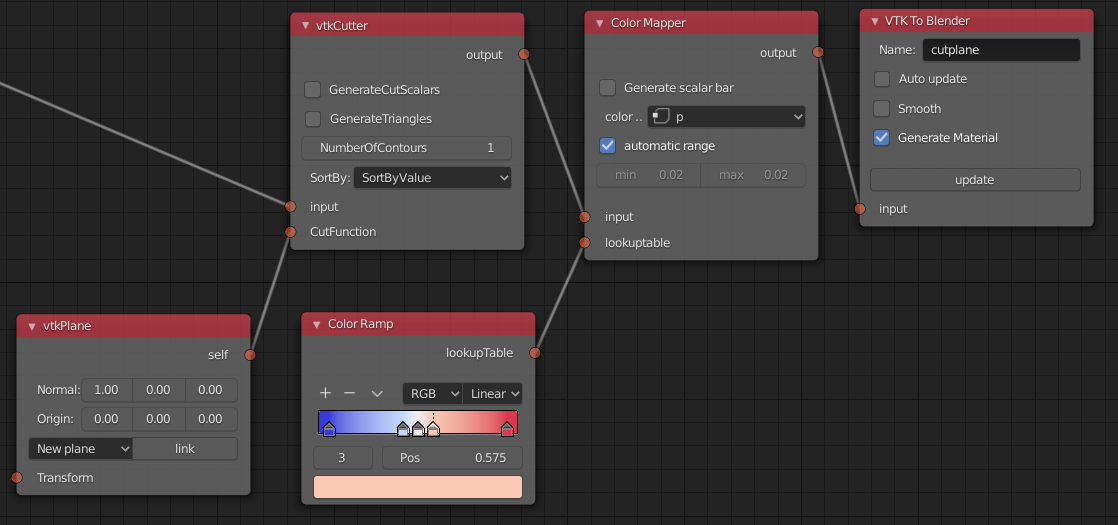 vtkCutter
output
GenerateCutScalars
GenerateTriangles
NumberOfContours 1
SortBy: SortByValue
input
CutFunction
Color Mapper
output
Generate scalar bar
color .. p
automatic range
min 0.02 max 0.02
input
lookuptable
VTK To Blender
Name: cutplane
Auto update
Smooth
Generate Material
update
input
vtkPlane
self
Normal: 1.00 0.00 0.00
Origin: 0.00 0.00 0.00
New plane link
Transform
Color Ramp
lookupTable
RGB Linear
3 Pos 0.575